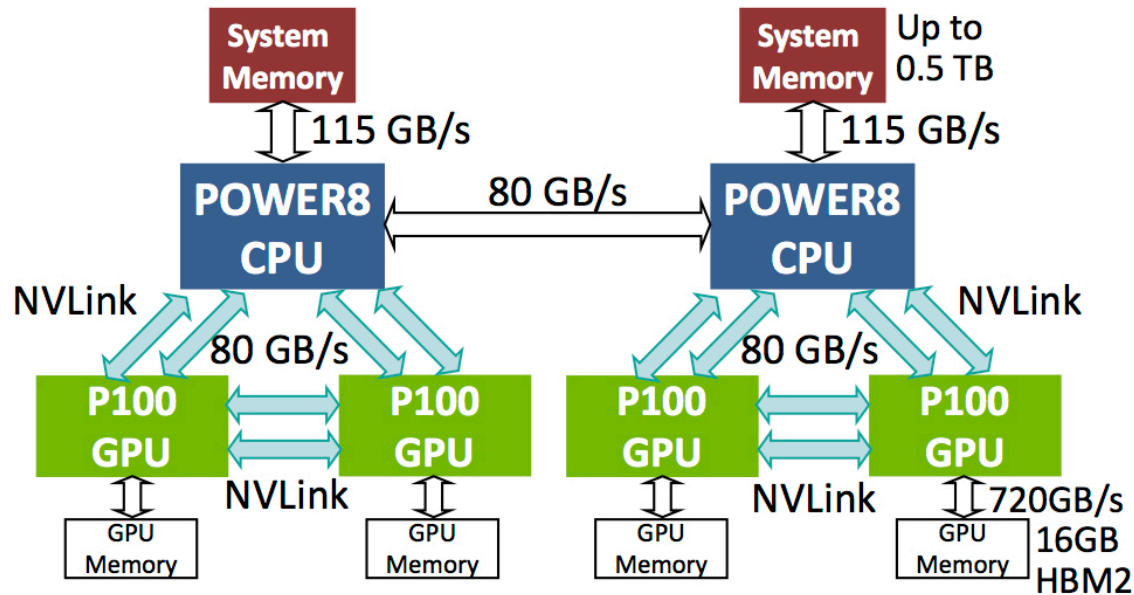 System
Memory
System
Memory
Up to
0.5 TB
115 GB/s
115 GB/s
POWER8
CPU
80 GB/s
POWER8
CPU
NVLink
80 GB/s
80 GB/s
NVLink
P100
GPU
P100
GPU
P100
GPU
P100
GPU
NVLink
NVLink
720GB/s
16GB
HBM2
GPU
Memory
GPU
Memory
GPU
Memory
GPU
Memory